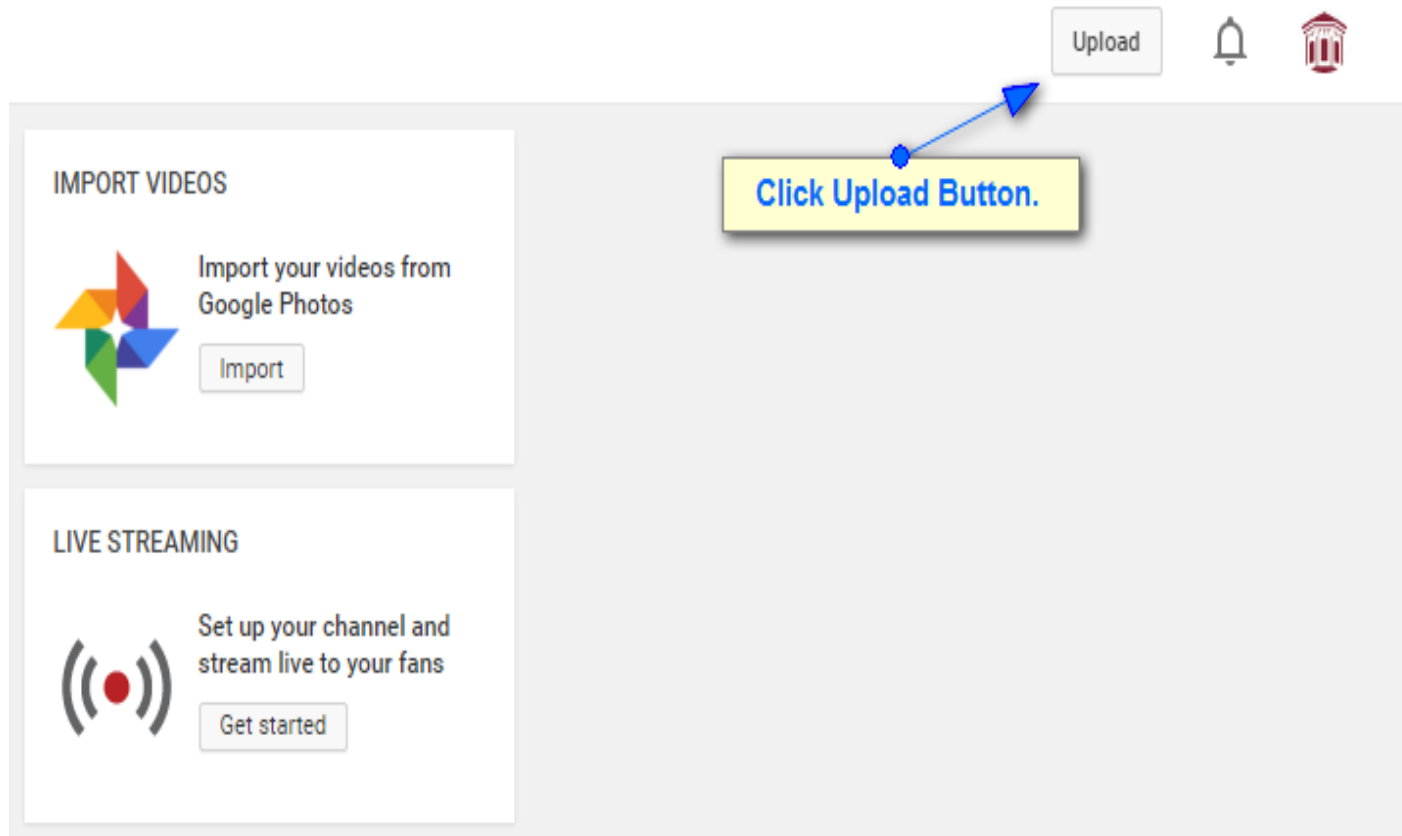 Upload
Click Upload Button.
IMPORT VIDEOS
Import your videos from
Google Photos
Import
LIVE STREAMING
Set up your channel and
stream live to your fans
Get started